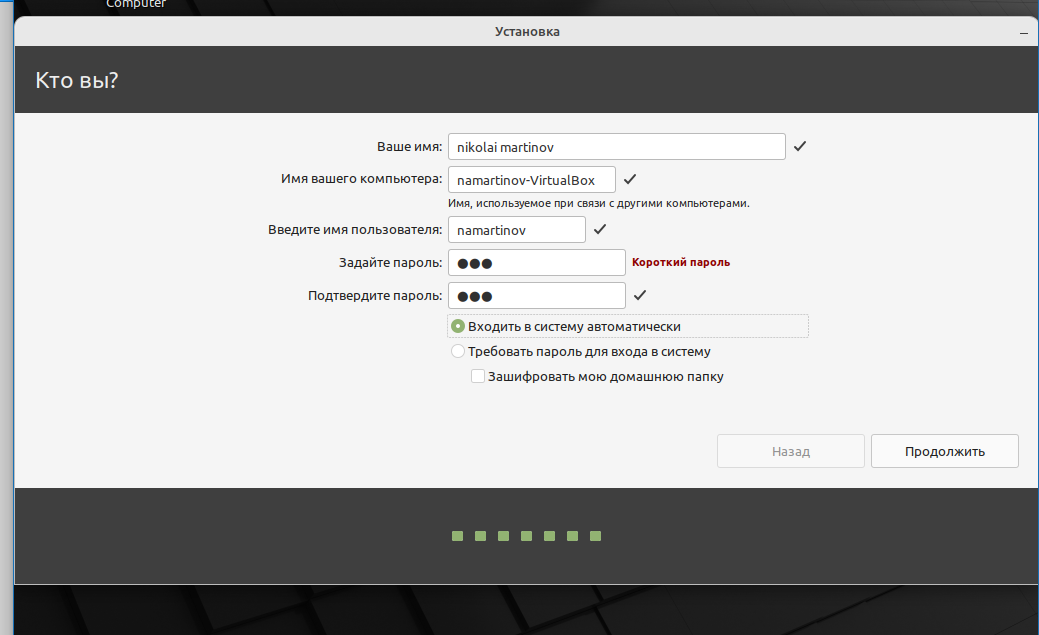 Computer
Установка
Кто вы?
Ваше имя: nikolai martinov
Имя вашего компьютера: namartinov-VirtualBox
Имя, используемое при связи с другими компьютерами.
Введите имя пользователя: namartinov
Задайте пароль: ●●● Короткий пароль
Подтвердите пароль: ●●●
Входить в систему автоматически
Требовать пароль для входа в систему
Зашифровать мою домашнюю папку
Назад Продолжить